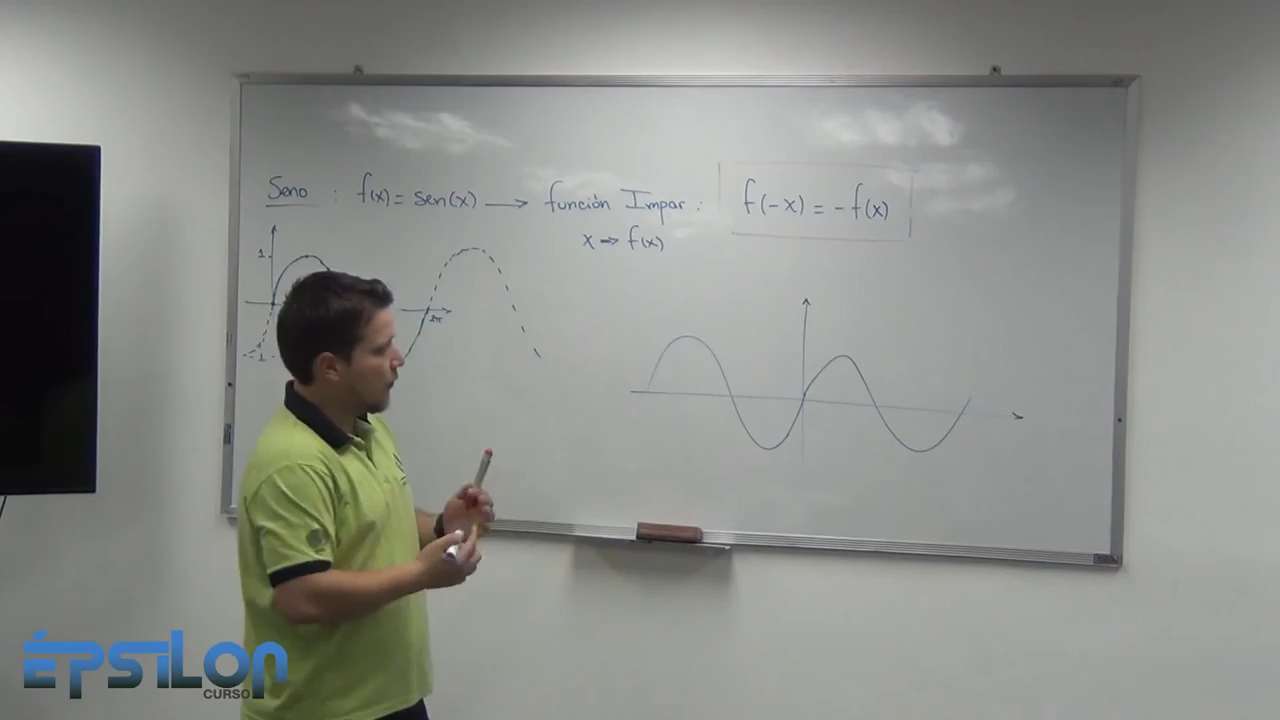 Seno : f(x) = sen(x) → función Impar : f(-x) = -f(x)
x → f(x)
1
2π
-1
ÉPSILON
CURSO